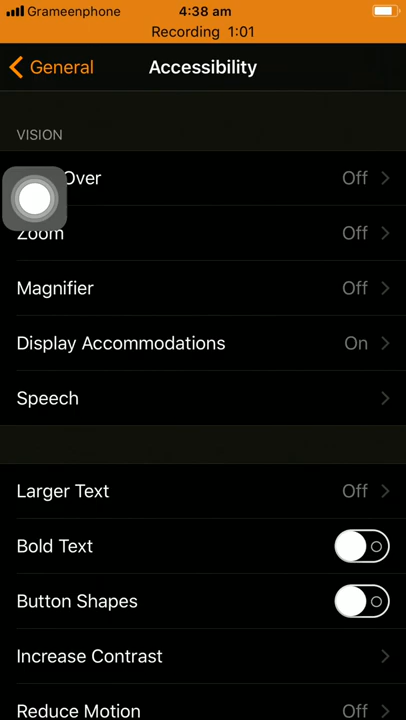 Grameenphone 4:38 am
Recording 1:01
General Accessibility
VISION
Over Off
Zoom Off
Magnifier Off
Display Accommodations On
Speech
Larger Text Off
Bold Text
Button Shapes
Increase Contrast
Reduce Motion Off